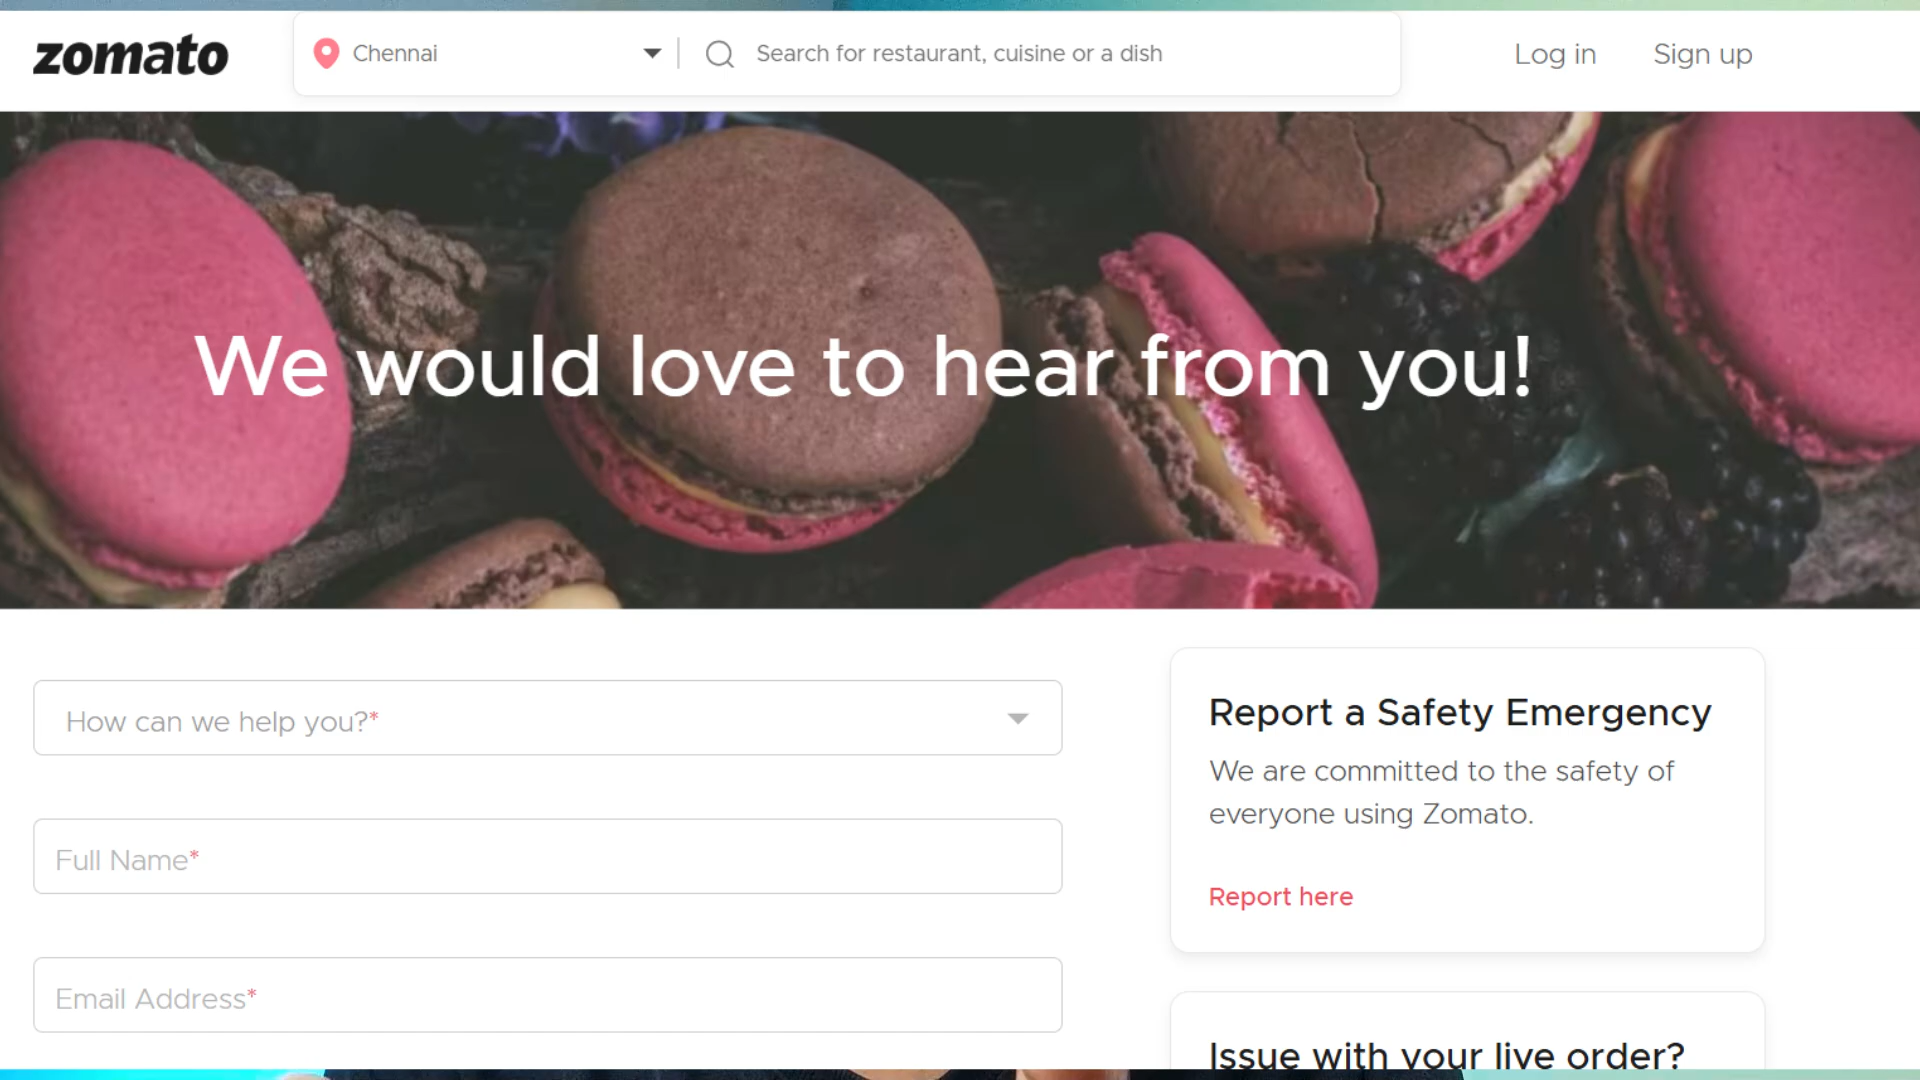 zomato
Chennai
Search for restaurant, cuisine or a dish
Log in
Sign up
We would love to hear from you!
How can we help you?*
Full Name*
Email Address*
Report a Safety Emergency
We are committed to the safety of
everyone using Zomato.
Report here
Issue with your live order?